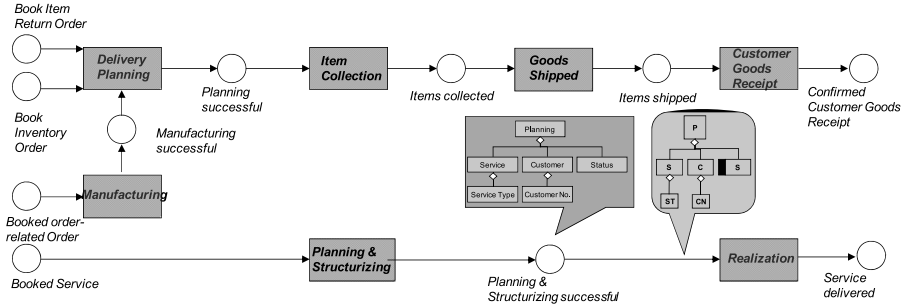 Book Item
Return Order
Delivery
Planning
Planning
successful
Item
Collection
Items collected
Goods
Shipped
Items shipped
Customer
Goods
Receipt
Confirmed
Customer Goods
Receipt
Book
Inventory
Order
Manufacturing
successful
Manufacturing
Booked order-
related Order
Planning
Service
Customer
Status
Service Type
Customer No.
P
S
C
S
ST
CN
Booked Service
Planning &
Structurizing
Planning &
Structurizing successful
Realization
Service
delivered